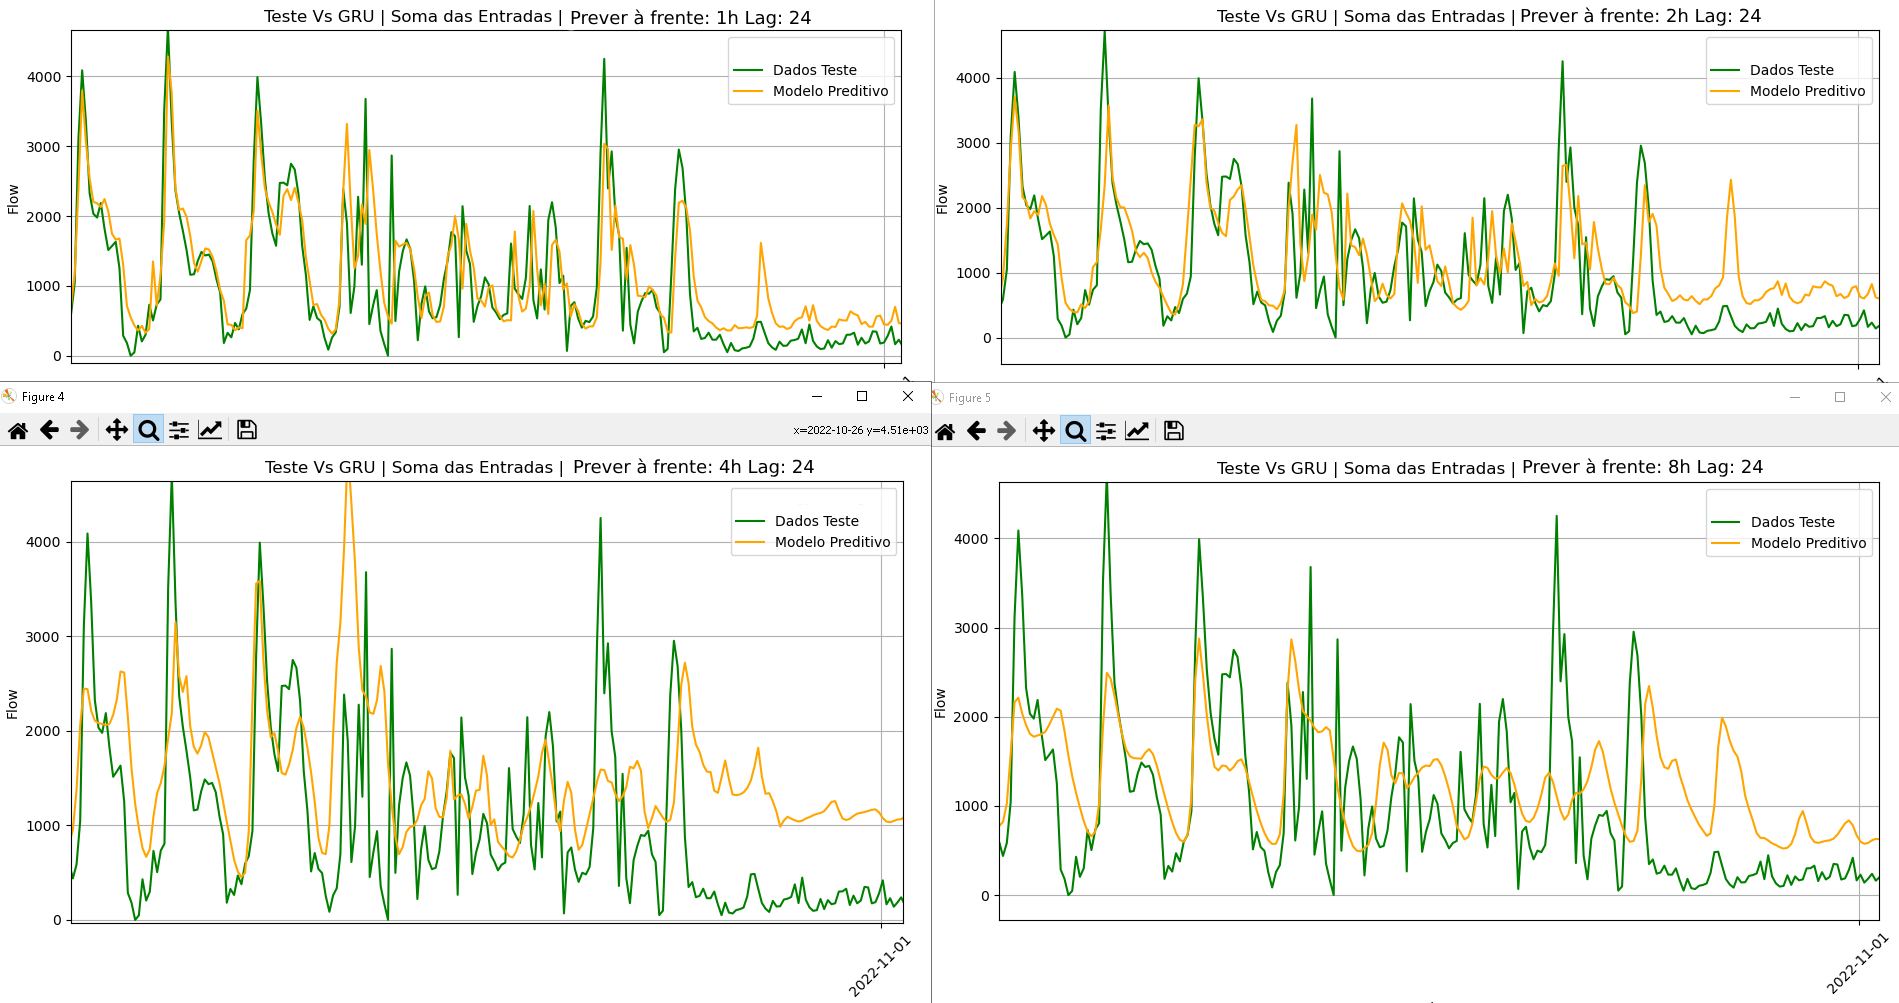 Teste Vs GRU | Soma das Entradas | Prever à frente: 1h Lag: 24
Dados Teste
Modelo Preditivo
4000
3000
2000
1000
0
Flow
Teste Vs GRU | Soma das Entradas | Prever à frente: 2h Lag: 24
Dados Teste
Modelo Preditivo
4000
3000
2000
1000
0
Flow
Figure 4
x=2022-10-26 y=4.51e+03
Teste Vs GRU | Soma das Entradas | Prever à frente: 4h Lag: 24
Dados Teste
Modelo Preditivo
4000
3000
2000
1000
0
Flow
2022-11-01
Figure 5
Teste Vs GRU | Soma das Entradas | Prever à frente: 8h Lag: 24
Dados Teste
Modelo Preditivo
4000
3000
2000
1000
0
Flow
2022-11-01